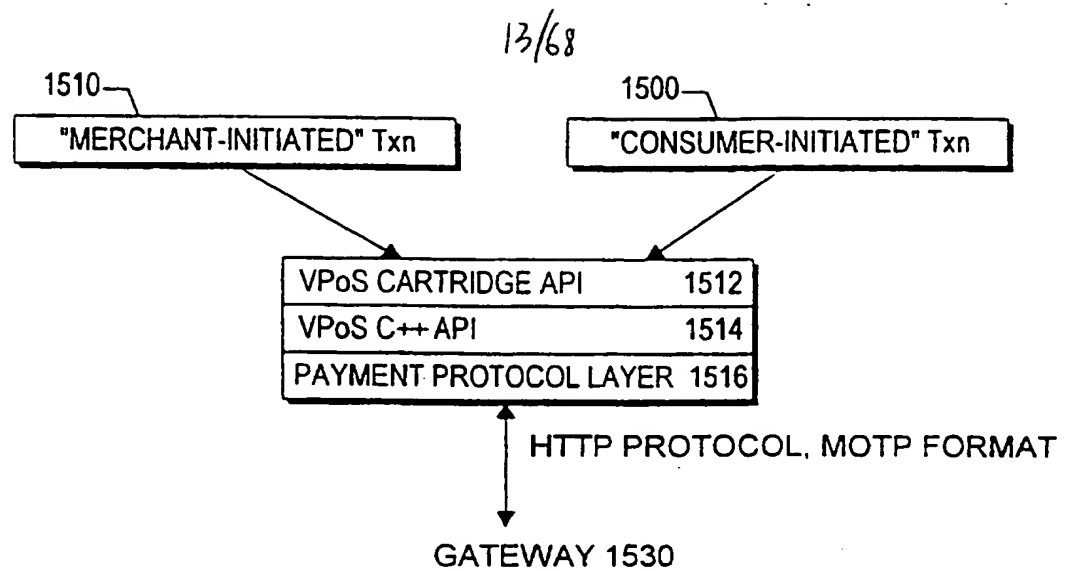 13/68
1510
1500
"MERCHANT-INITIATED" Txn
"CONSUMER-INITIATED" Txn
VPoS CARTRIDGE API 1512
VPoS C++ API 1514
PAYMENT PROTOCOL LAYER 1516
HTTP PROTOCOL, MOTP FORMAT
GATEWAY 1530